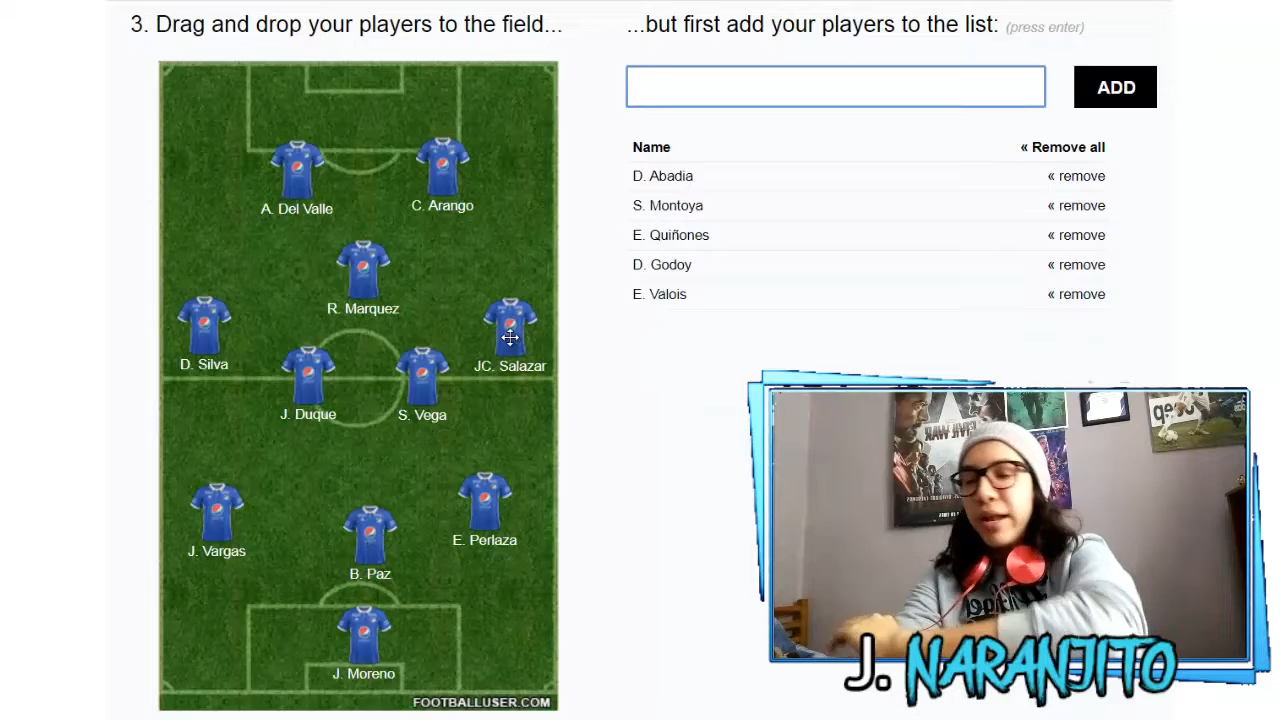 3. Drag and drop your players to the field...
...but first add your players to the list: (press enter)
ADD
Name « Remove all
D. Abadia « remove
S. Montoya « remove
E. Quiñones « remove
D. Godoy « remove
E. Valois « remove
A. Del Valle
C. Arango
R. Marquez
D. Silva
JC. Salazar
J. Duque
S. Vega
J. Vargas
E. Perlaza
B. Paz
J. Moreno
FOOTBALLUSER.COM
J. NARANJITO